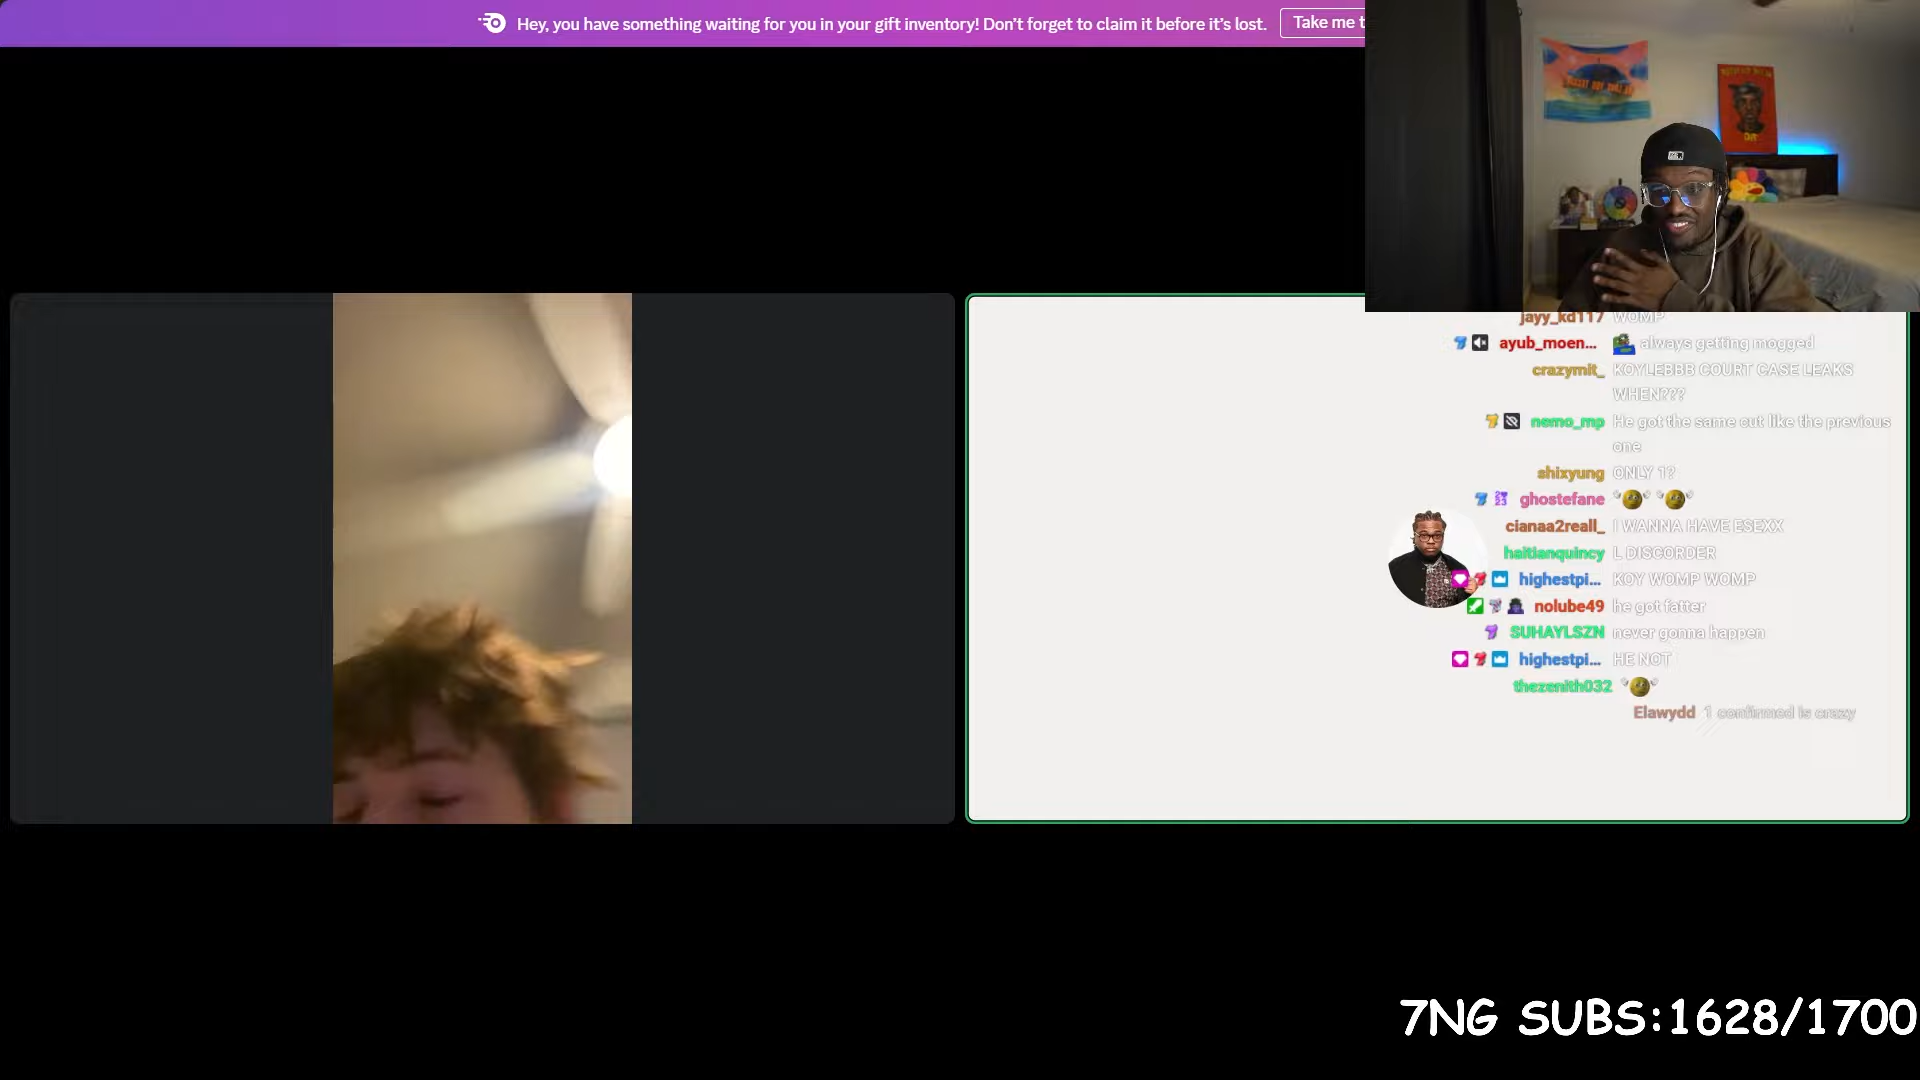 Hey, you have something waiting for you in your gift inventory! Don't forget to claim it before it's lost.
Take me t
jayy_kd117 WOMP
ayub_moen... always getting mogged
crazymit_ KOYLEBBB COURT CASE LEAKS
WHEN???
nemo_mp He got the same cut like the previous
one
shixyung ONLY 1?
ghostefane
cianaa2reall_ I WANNA HAVE ESEXX
haitianquincy L DISCORDER
highestpi... KOY WOMP WOMP
nolube49 he got fatter
SUHAYLSZN never gonna happen
highestpi... HE NOT
thezenith032
Elawydd 1 confirmed is crazy
7NG SUBS:1628/1700